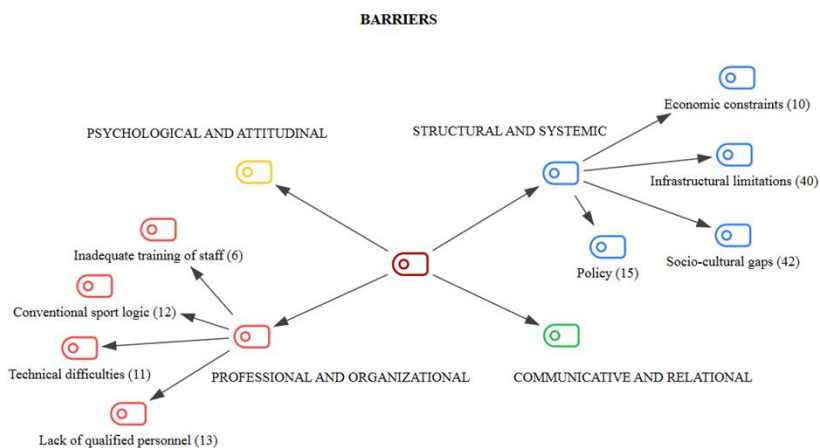 BARRIERS
Economic constraints (10)
PSYCHOLOGICAL AND ATTITUDINAL
STRUCTURAL AND SYSTEMIC
Infrastructural limitations (40)
Inadequate training of staff (6)
Policy (15)
Socio-cultural gaps (42)
Conventional sport logic (12)
Technical difficulties (11)
PROFESSIONAL AND ORGANIZATIONAL
COMMUNICATIVE AND RELATIONAL
Lack of qualified personnel (13)